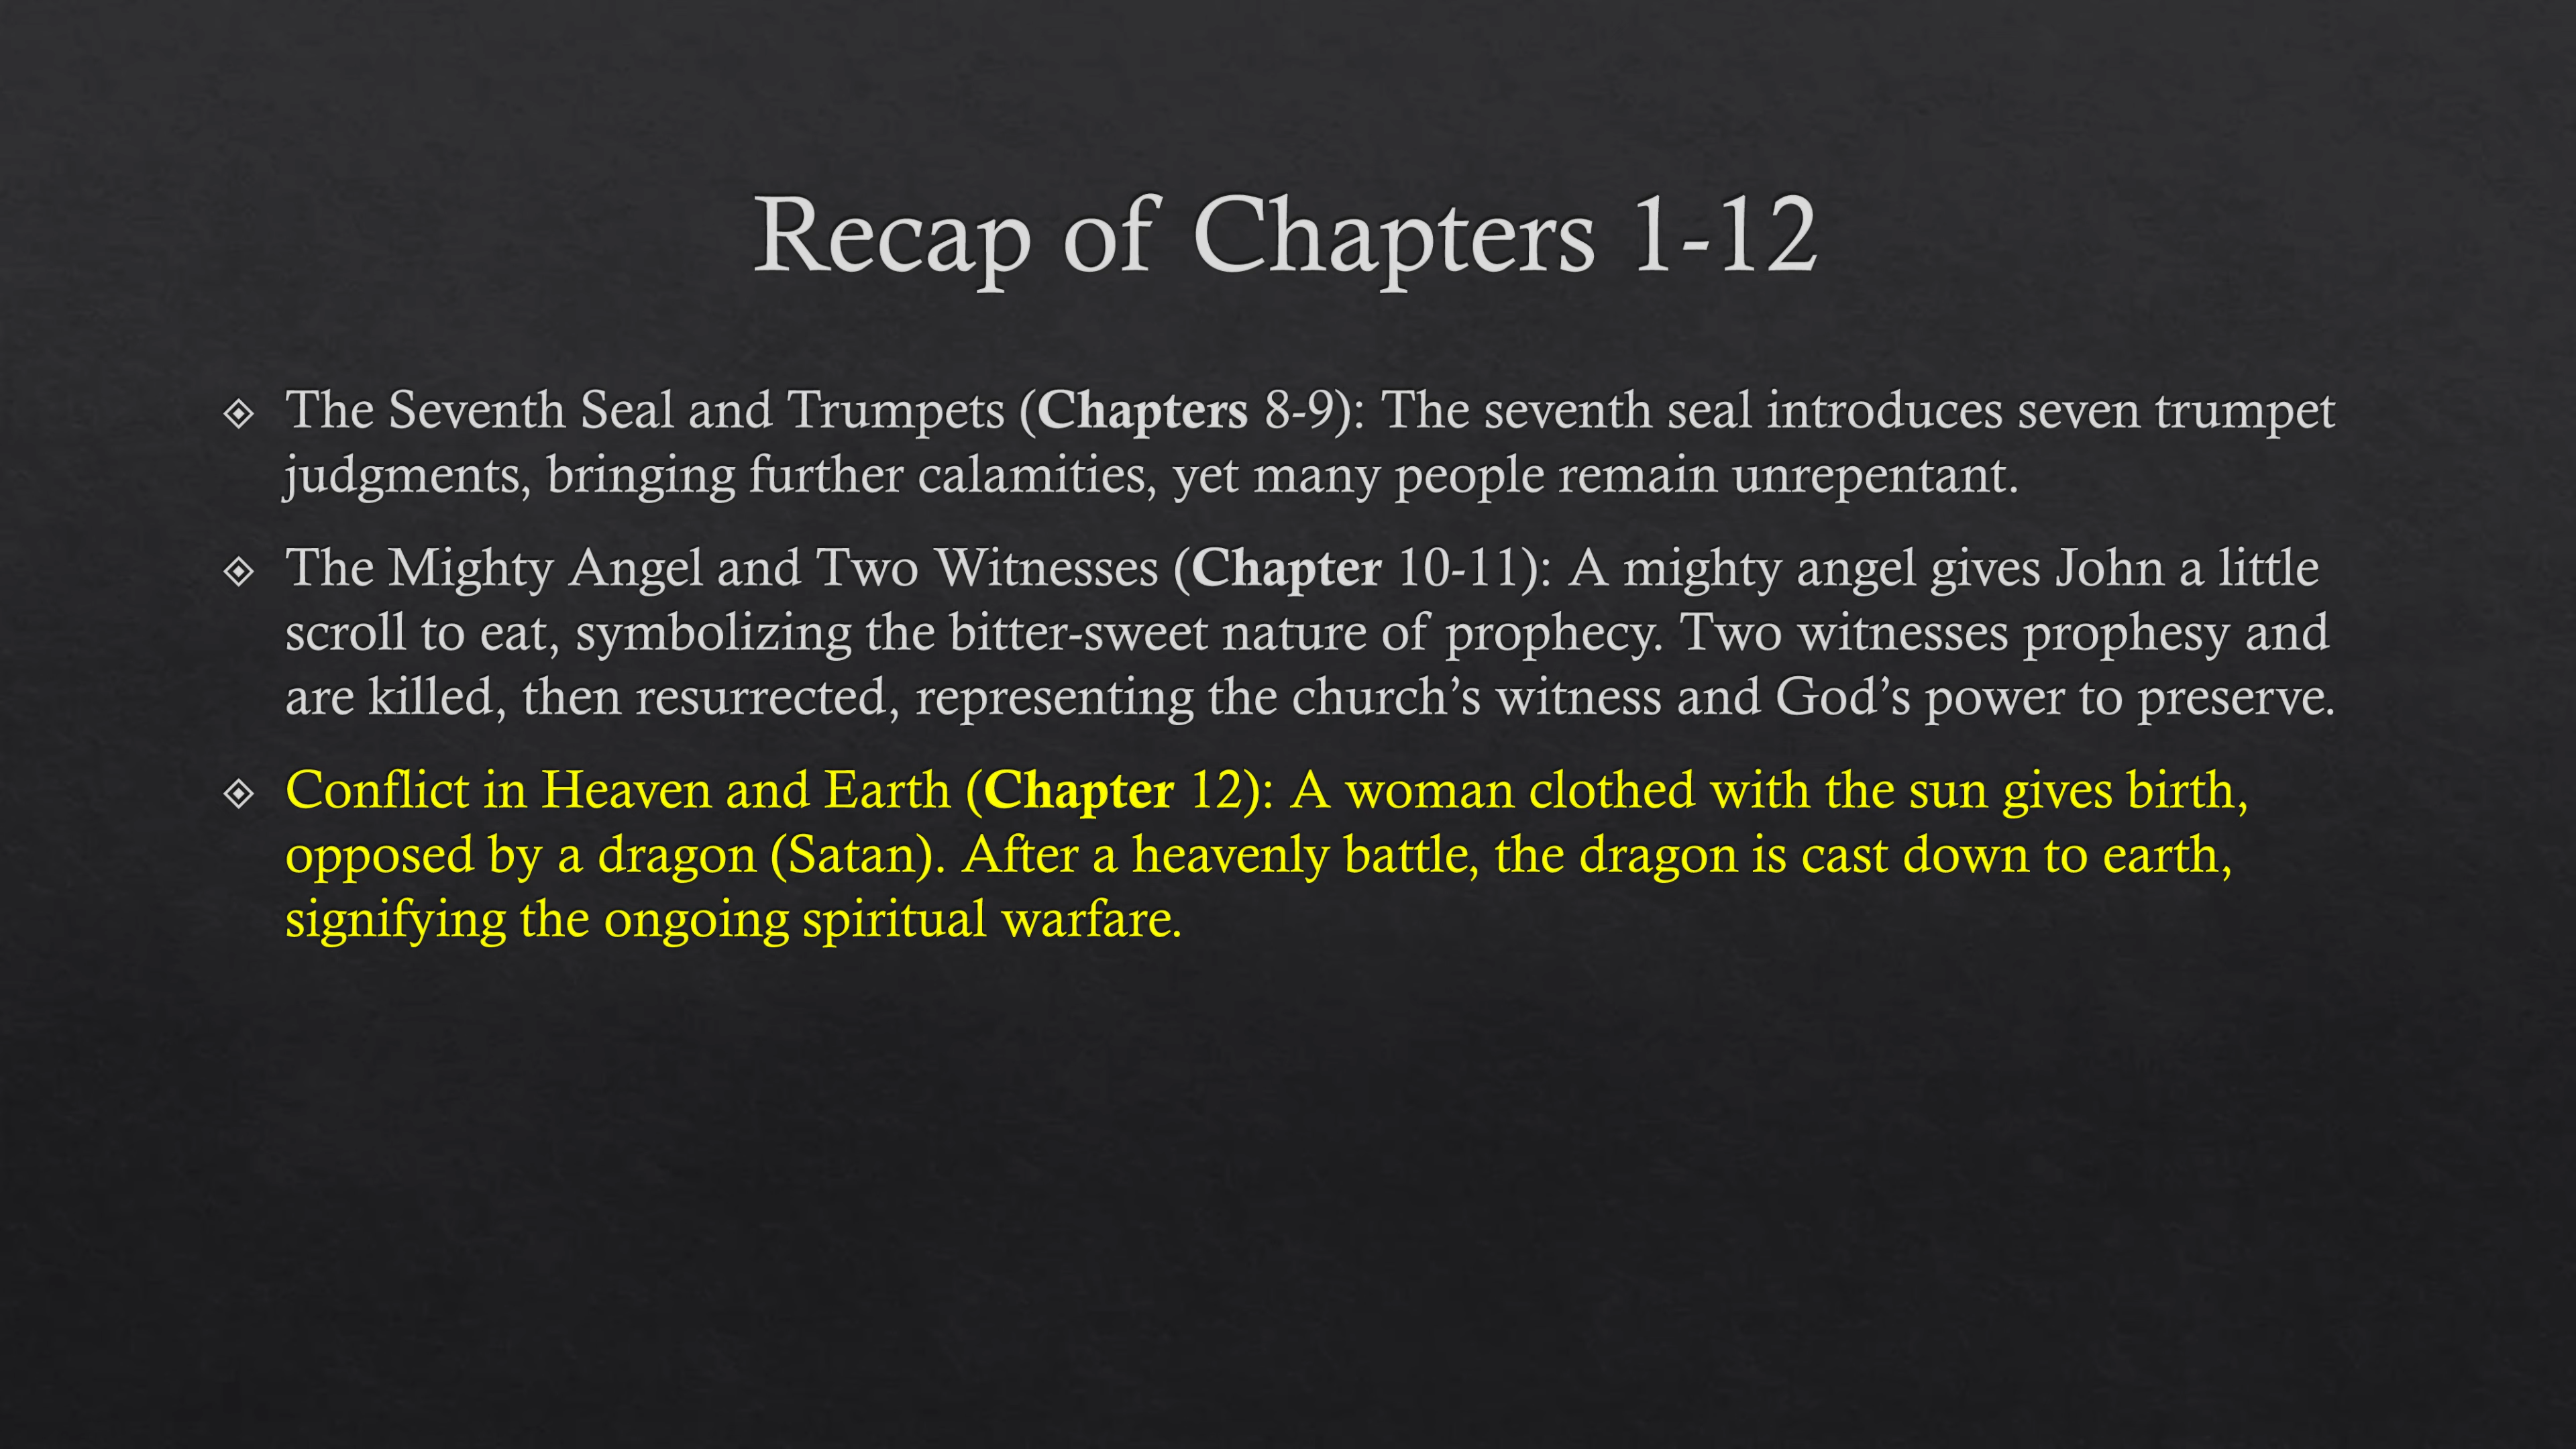 Recap of Chapters 1-12
The Seventh Seal and Trumpets (Chapters 8-9): The seventh seal introduces seven trumpet
judgments, bringing further calamities, yet many people remain unrepentant.
The Mighty Angel and Two Witnesses (Chapter 10-11): A mighty angel gives John a little
scroll to eat, symbolizing the bitter-sweet nature of prophecy. Two witnesses prophesy and
are killed, then resurrected, representing the church’s witness and God’s power to preserve.
Conflict in Heaven and Earth (Chapter 12): A woman clothed with the sun gives birth,
opposed by a dragon (Satan). After a heavenly battle, the dragon is cast down to earth,
signifying the ongoing spiritual warfare.